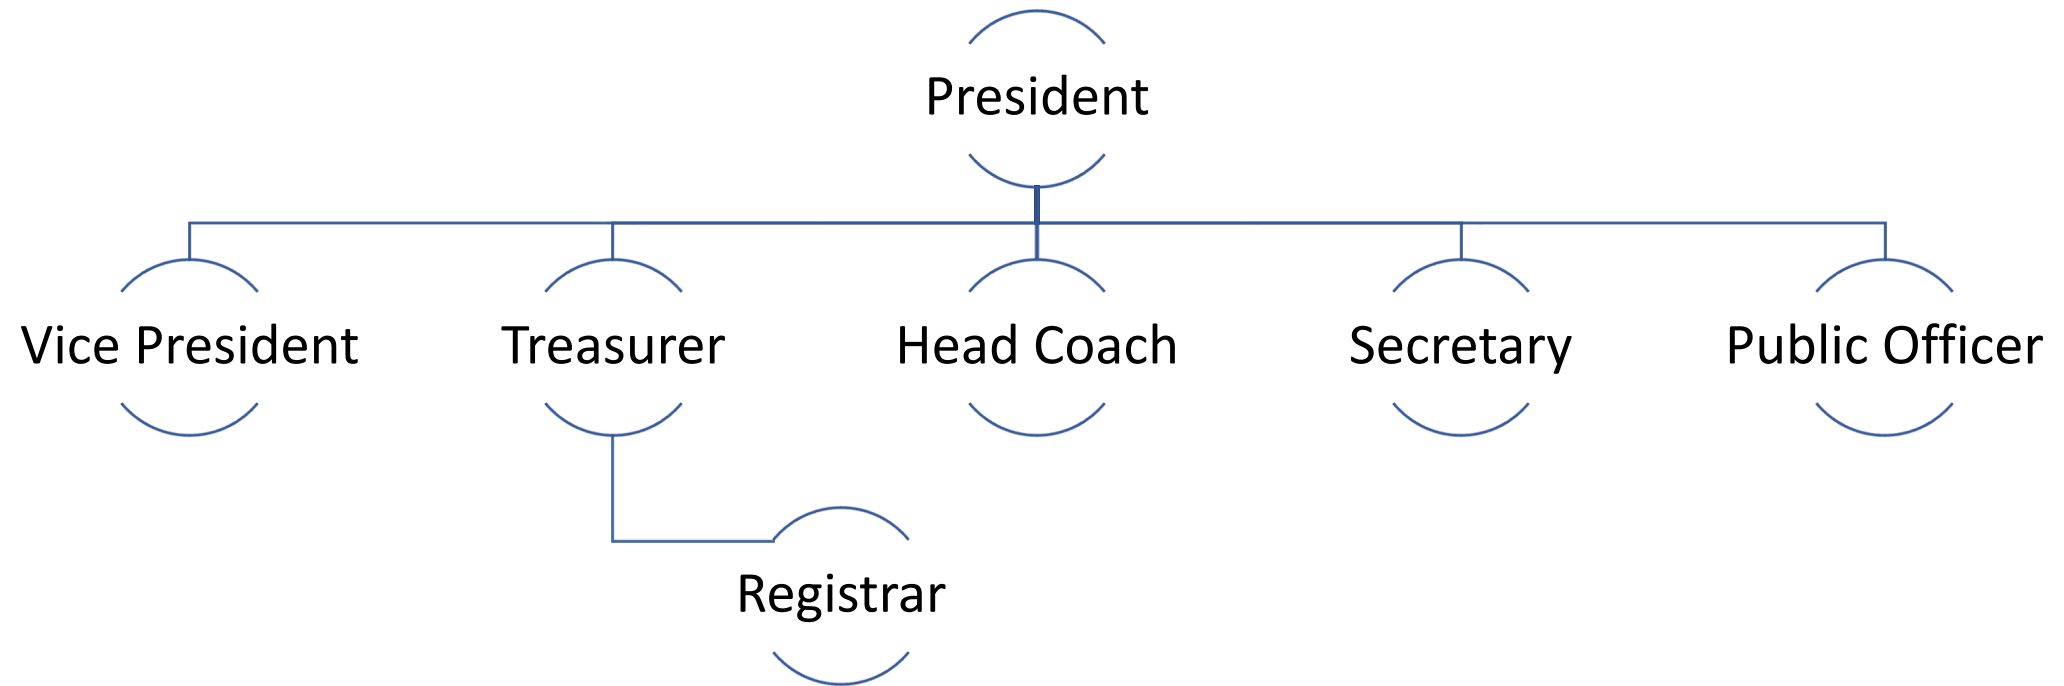 President
Vice President
Treasurer
Head Coach
Secretary
Public Officer
Registrar